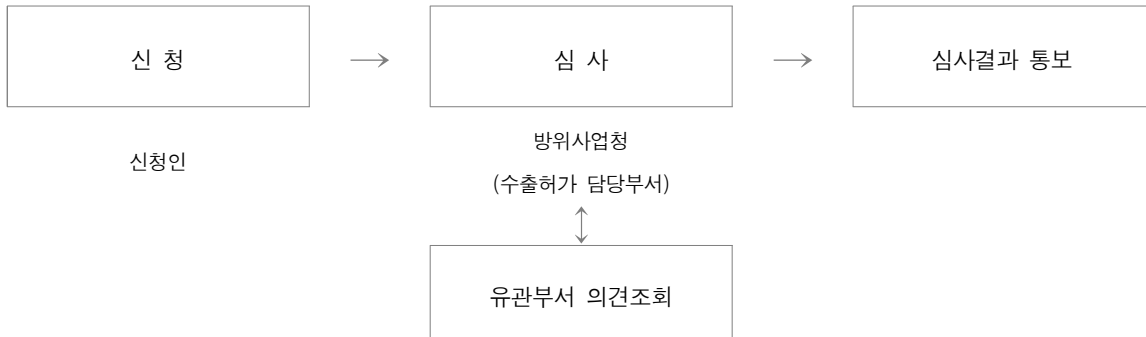 신 청
심 사
심사결과 통보
신청인
방위사업청
(수출허가 담당부서)
유관부서 의견조회